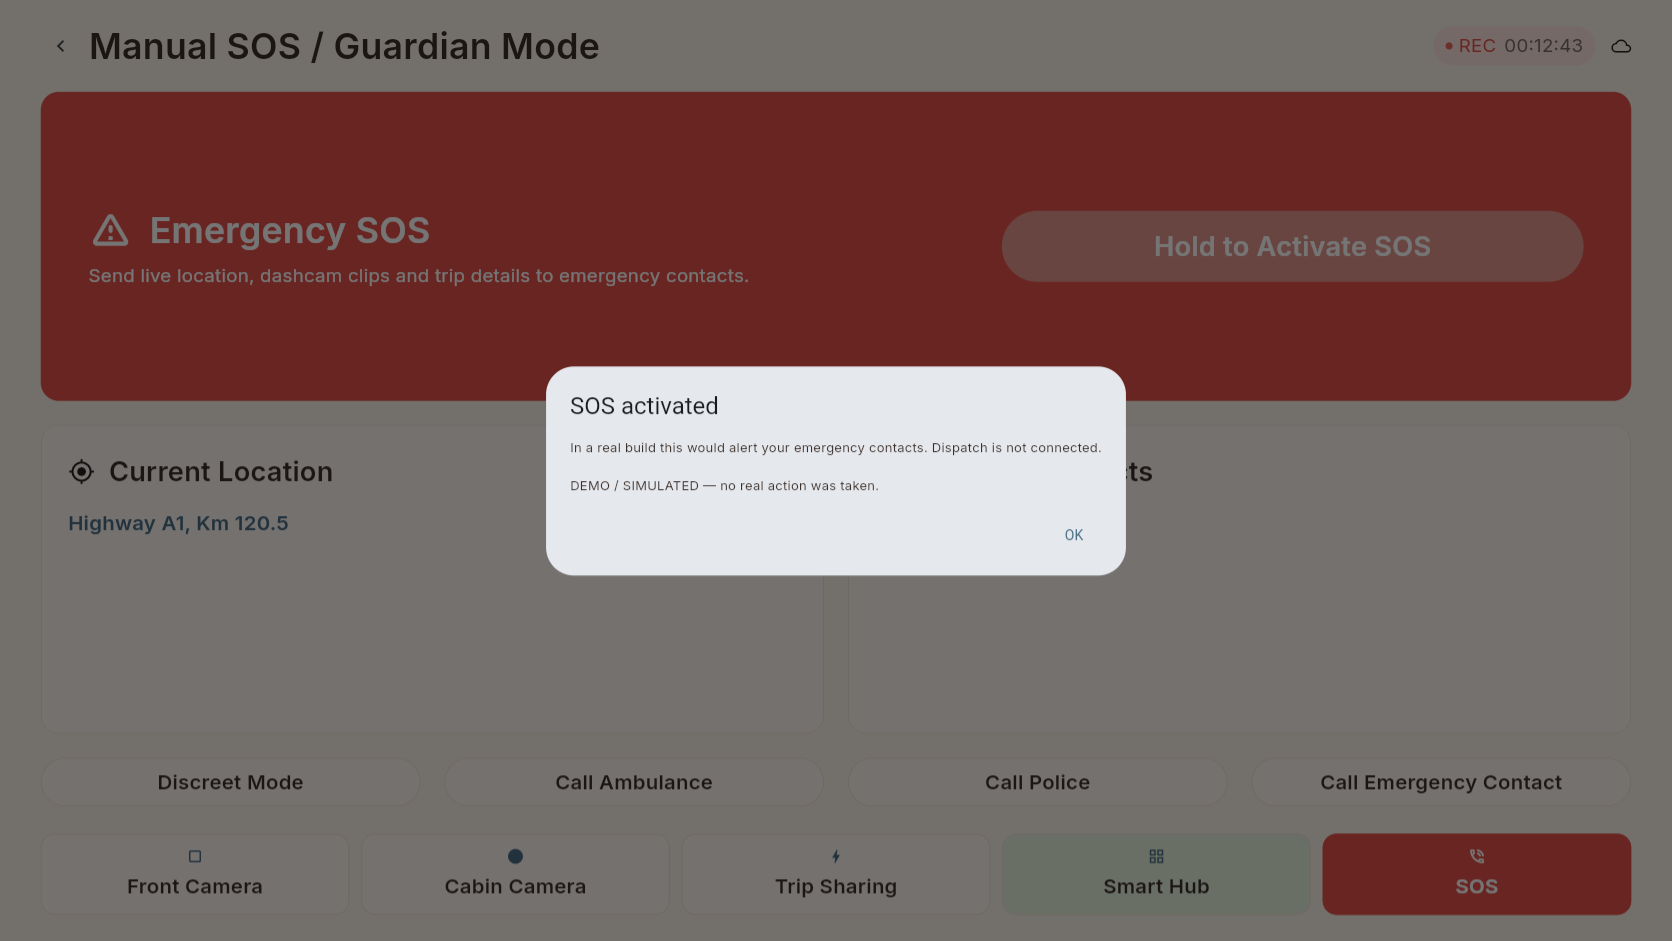 Manual SOS / Guardian Mode
REC 00:12:43
Emergency SOS
Send live location, dashcam clips and trip details to emergency contacts.
Hold to Activate SOS
SOS activated
In a real build this would alert your emergency contacts. Dispatch is not connected.
DEMO / SIMULATED — no real action was taken.
OK
Current Location
Highway A1, Km 120.5
Discreet Mode
Call Ambulance
Call Police
Call Emergency Contact
Front Camera
Cabin Camera
Trip Sharing
Smart Hub
SOS